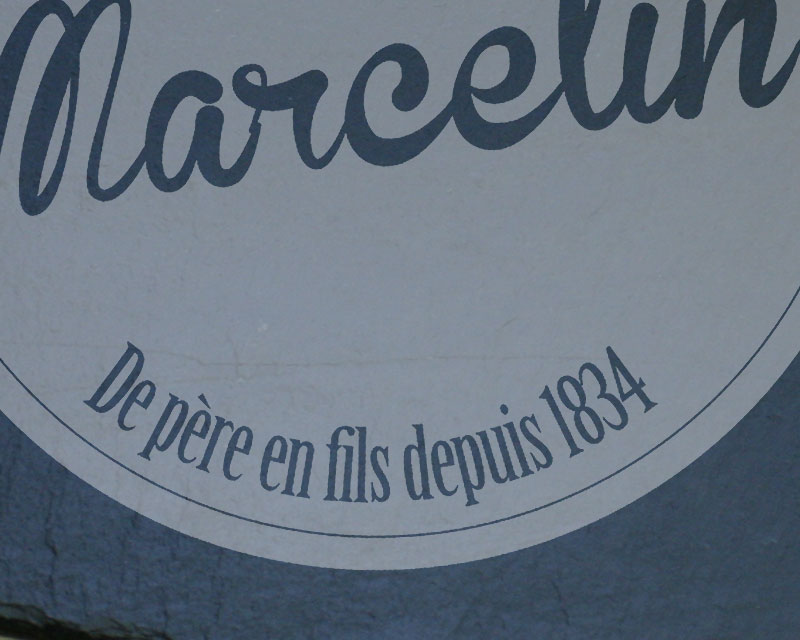 Marcelin
De père en fils depuis 1834